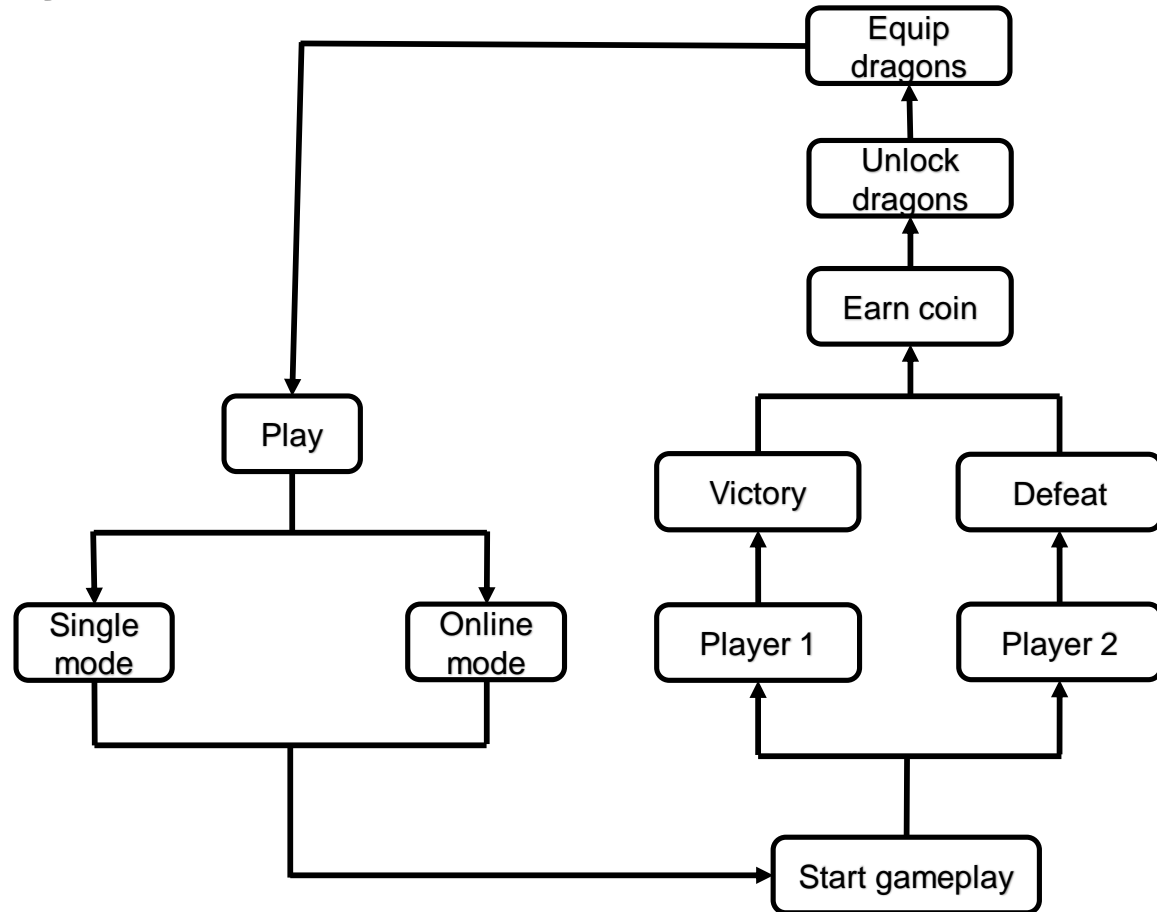 Equip
dragons
Unlock
dragons
Earn coin
Play
Victory
Defeat
Single
mode
Online
mode
Player 1
Player 2
Start gameplay